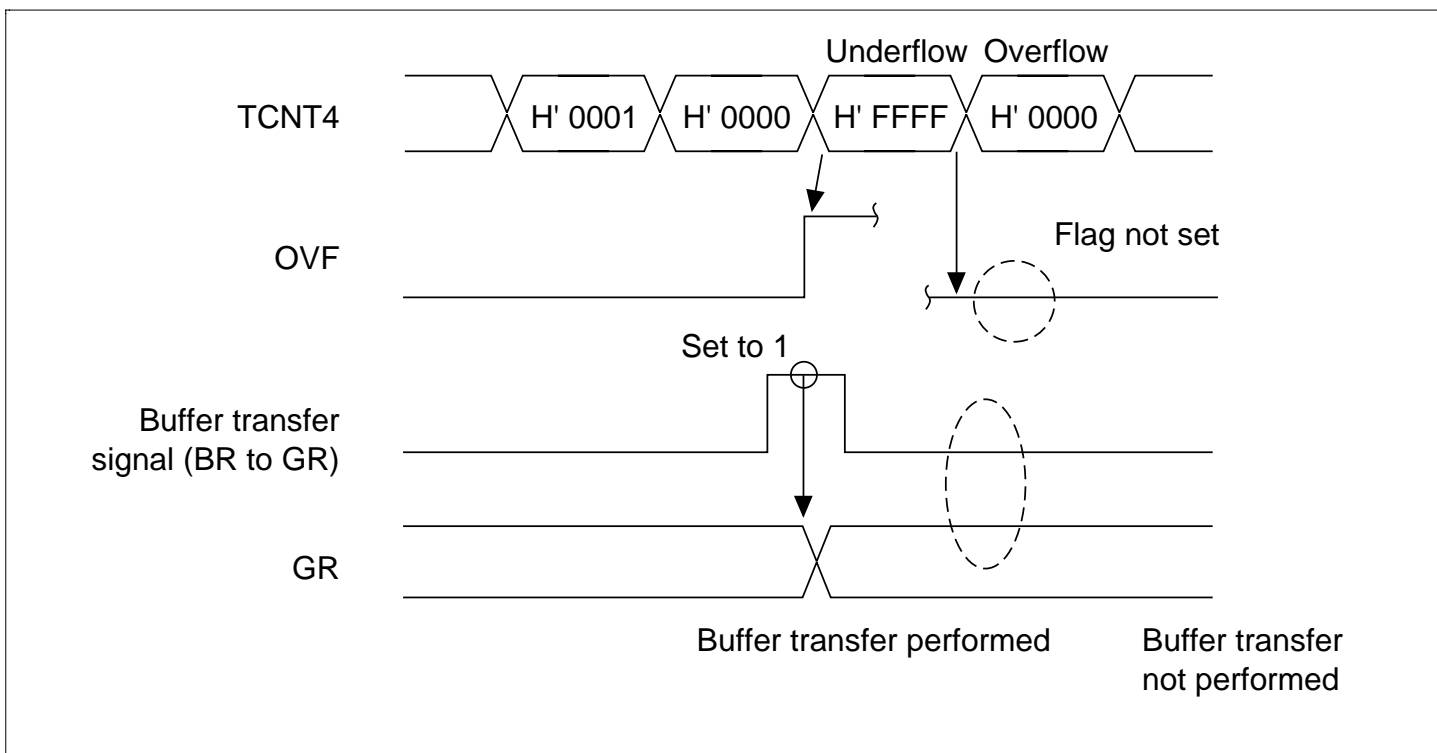 Underflow Overflow
TCNT4 H' 0001 H' 0000 H' FFFF H' 0000
OVF
Flag not set
Set to 1
Buffer transfer
signal (BR to GR)
GR
Buffer transfer performed
Buffer transfer
not performed